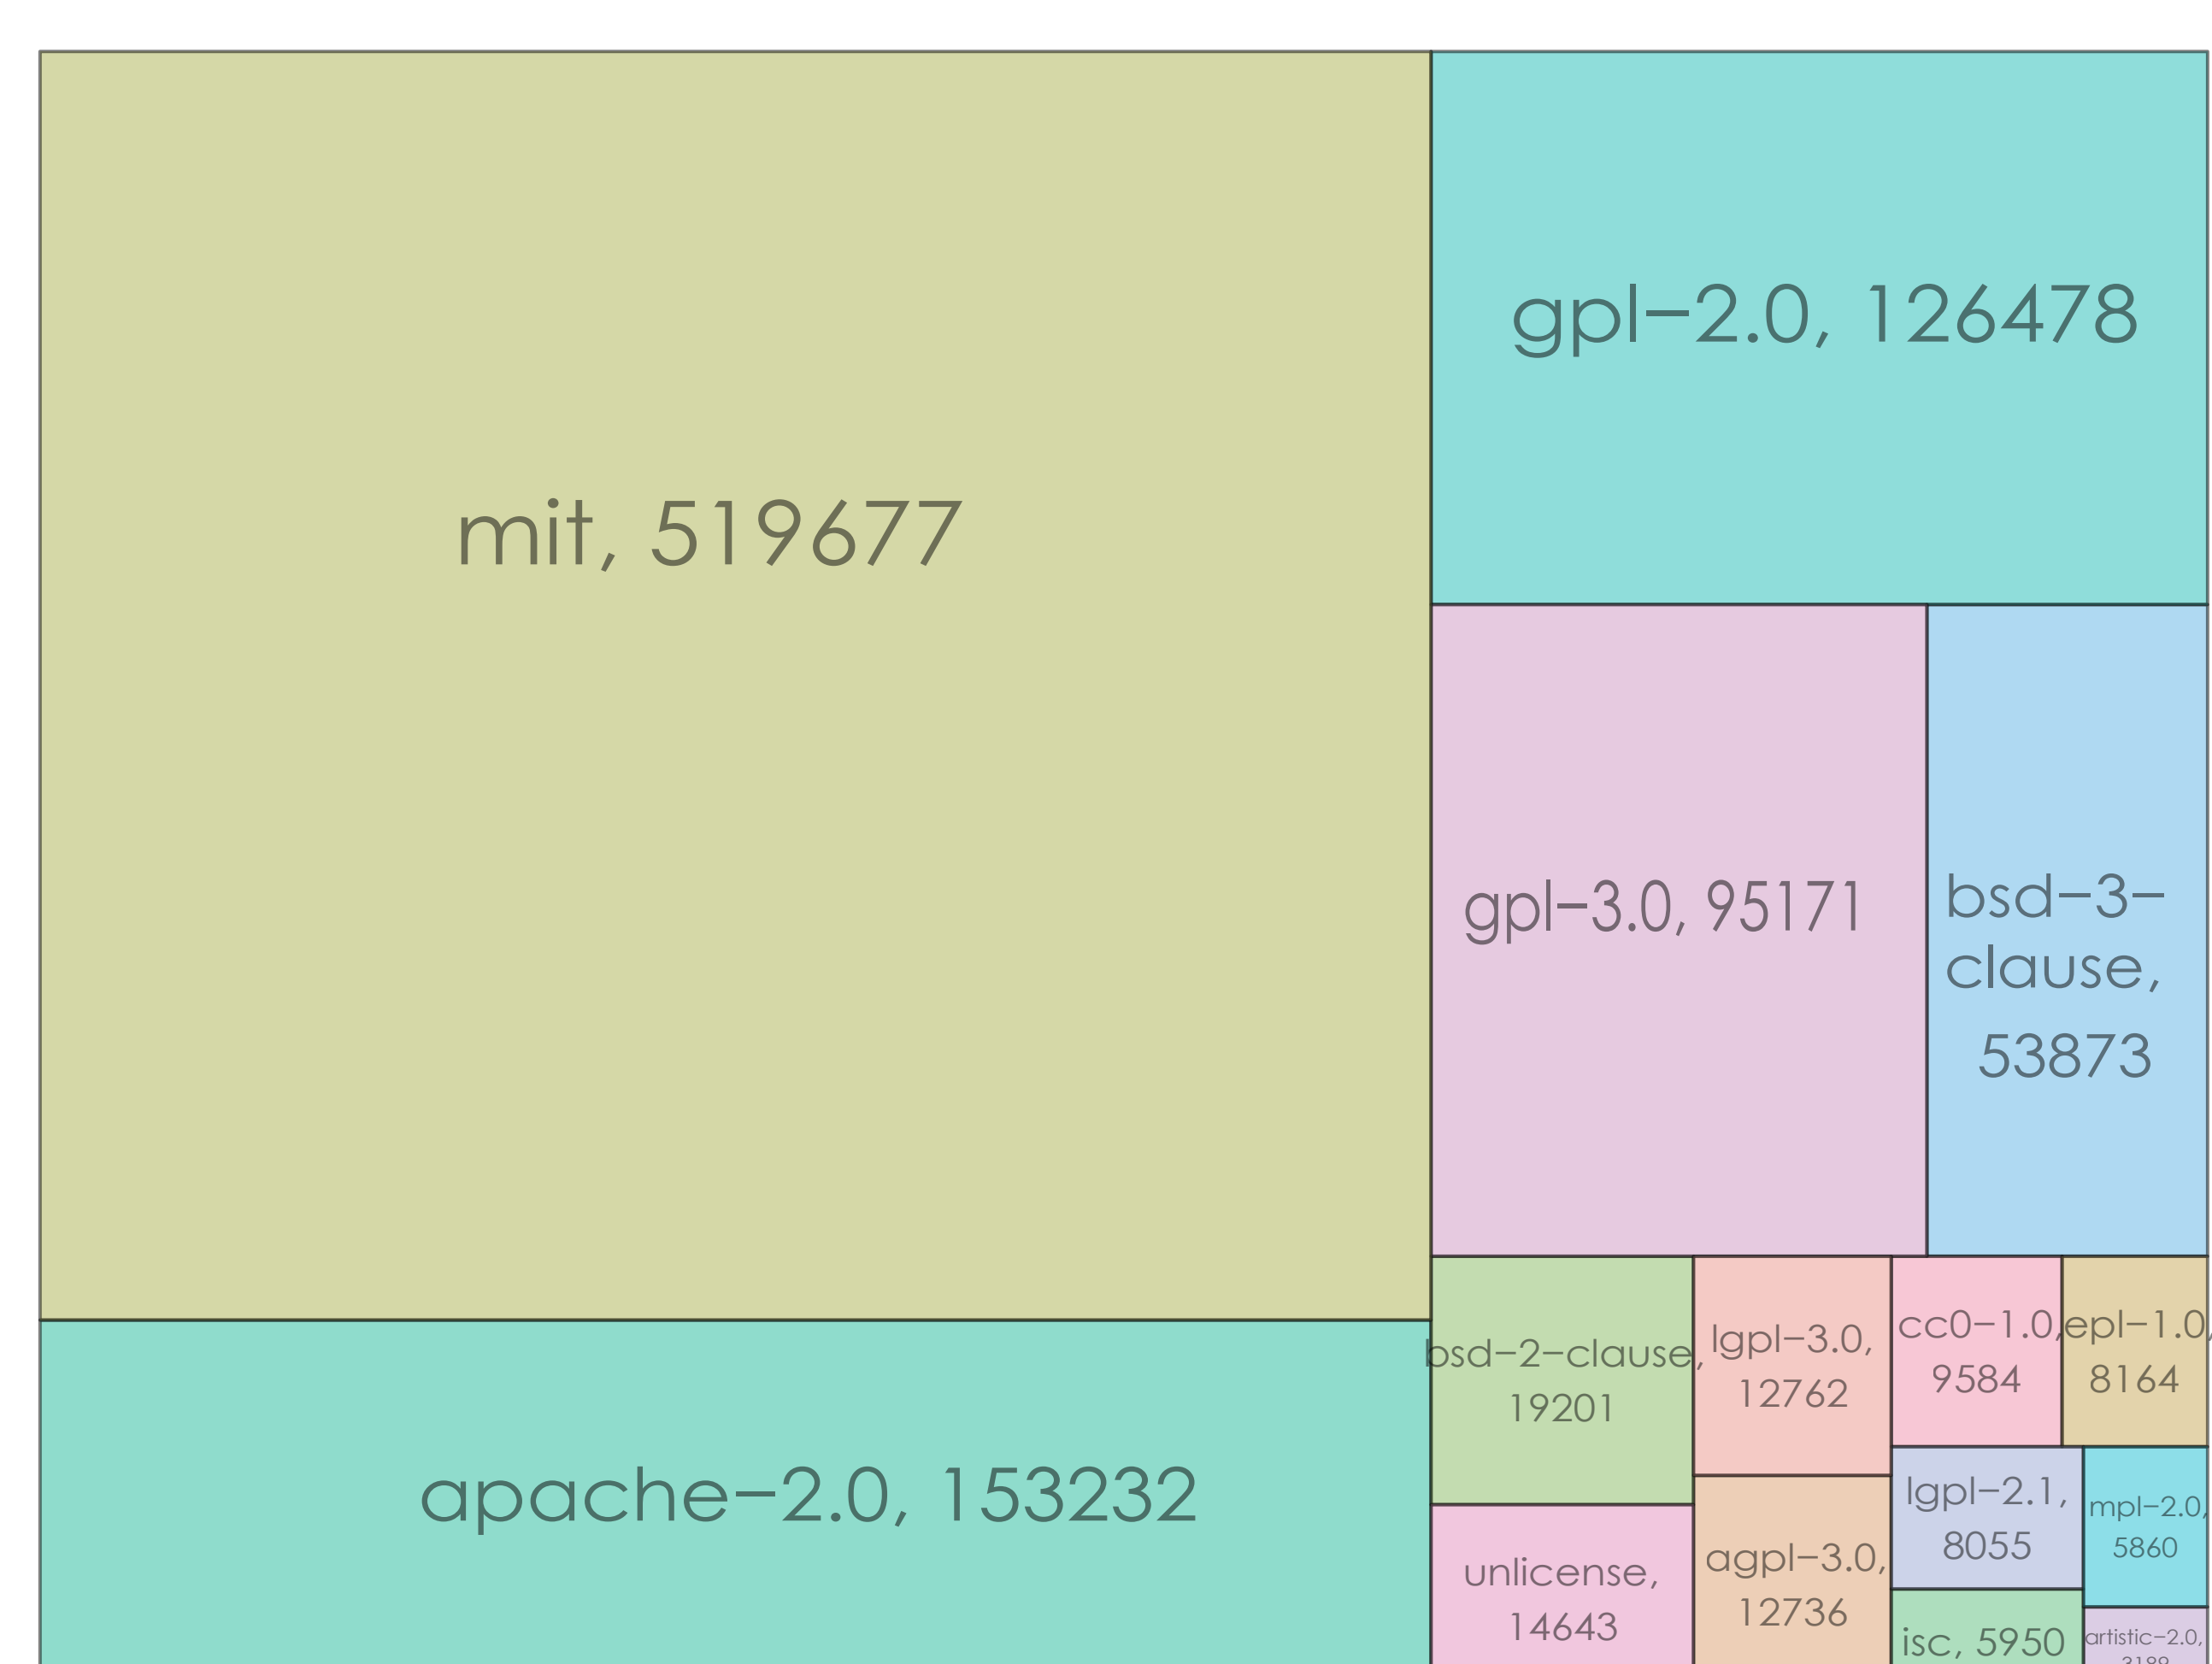 mit, 519677
gpl−2.0, 126478
gpl−3.0, 95171
bsd−3−
clause,
53873
apache−2.0, 153232
bsd−2−clause,
19201
lgpl−3.0,
12762
cc0−1.0,
9584
epl−1.0,
8164
unlicense,
14643
agpl−3.0,
12736
lgpl−2.1,
8055
mpl−2.0,
5860
isc, 5950
artistic−2.0,